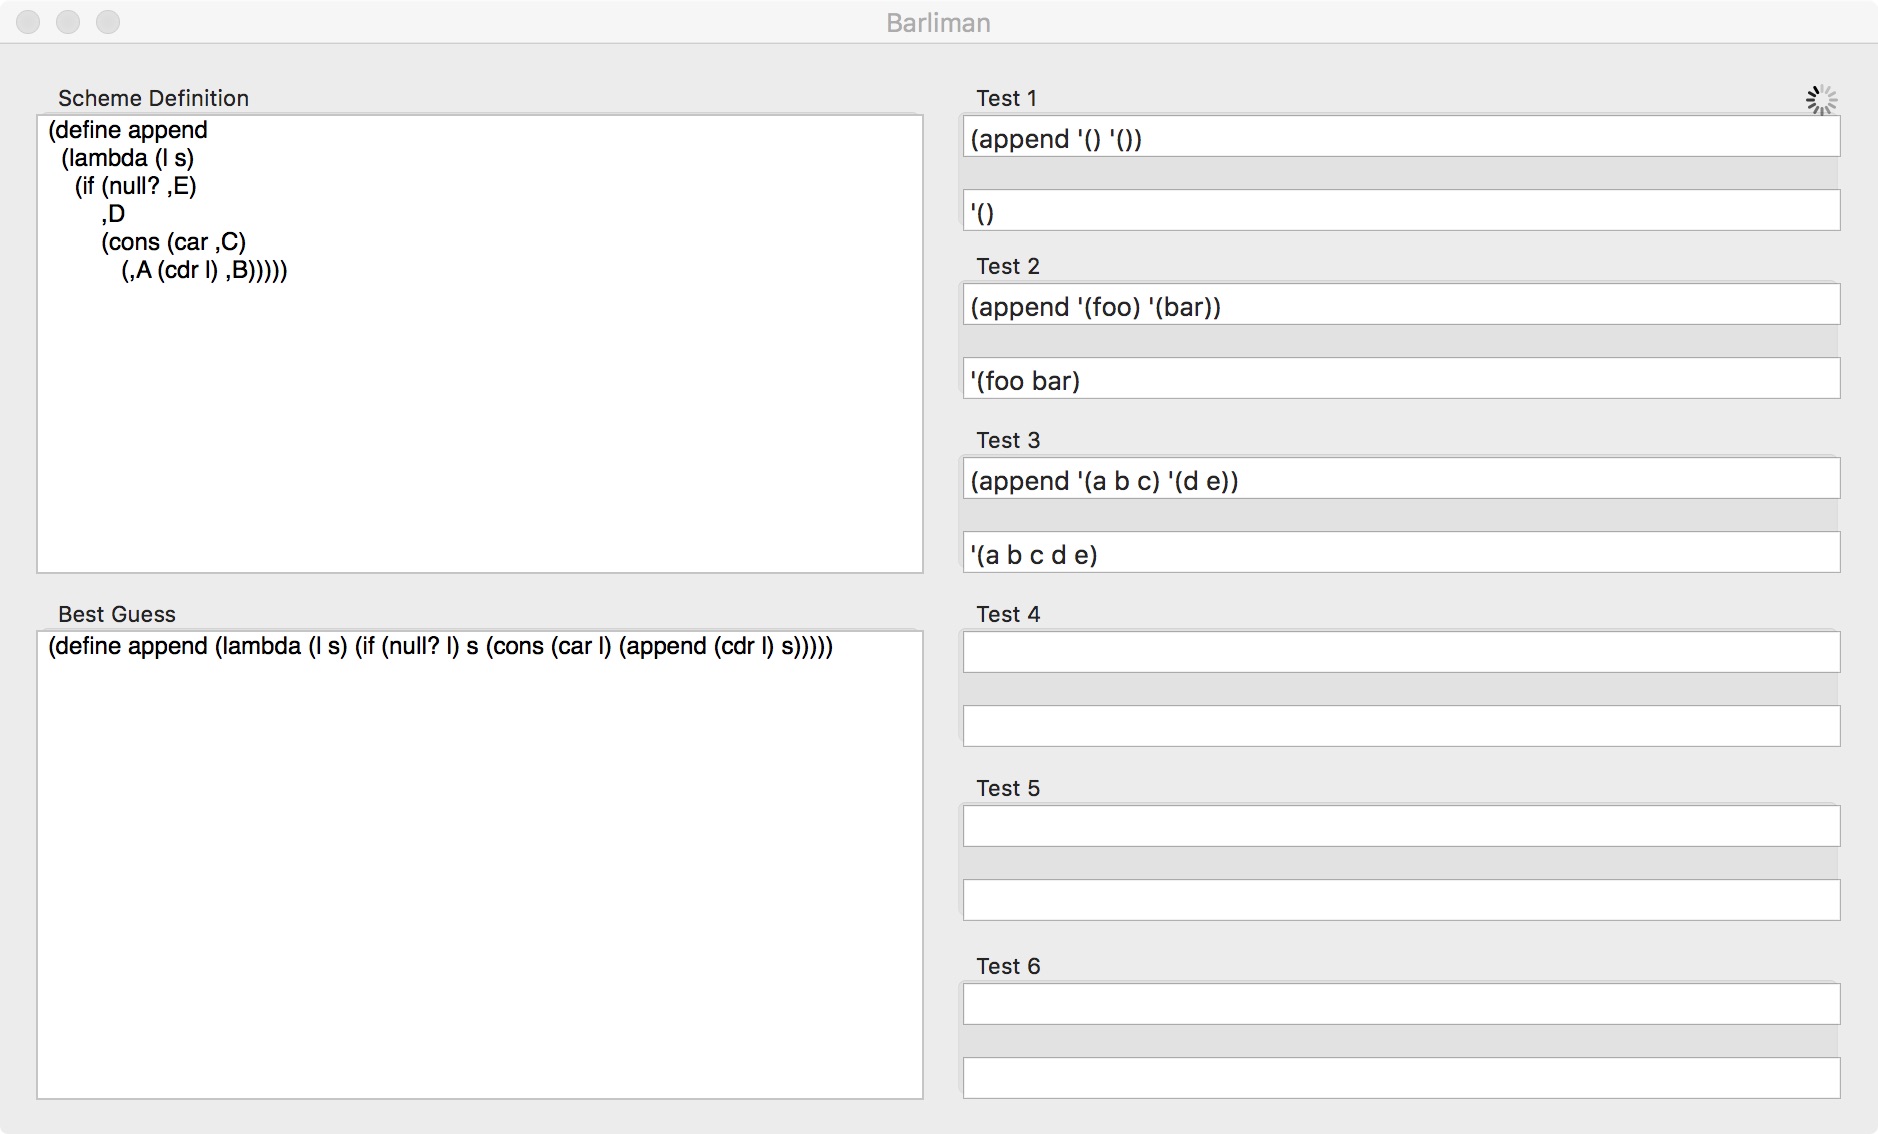 Barliman
Scheme Definition
(define append
(lambda (l s)
(if (null? ,E)
,D
(cons (car ,C)
(,A (cdr l) ,B)))))
Best Guess
(define append (lambda (l s) (if (null? l) s (cons (car l) (append (cdr l) s)))))
Test 1
(append '() '())
'()
Test 2
(append '(foo) '(bar))
'(foo bar)
Test 3
(append '(a b c) '(d e))
'(a b c d e)
Test 4
Test 5
Test 6